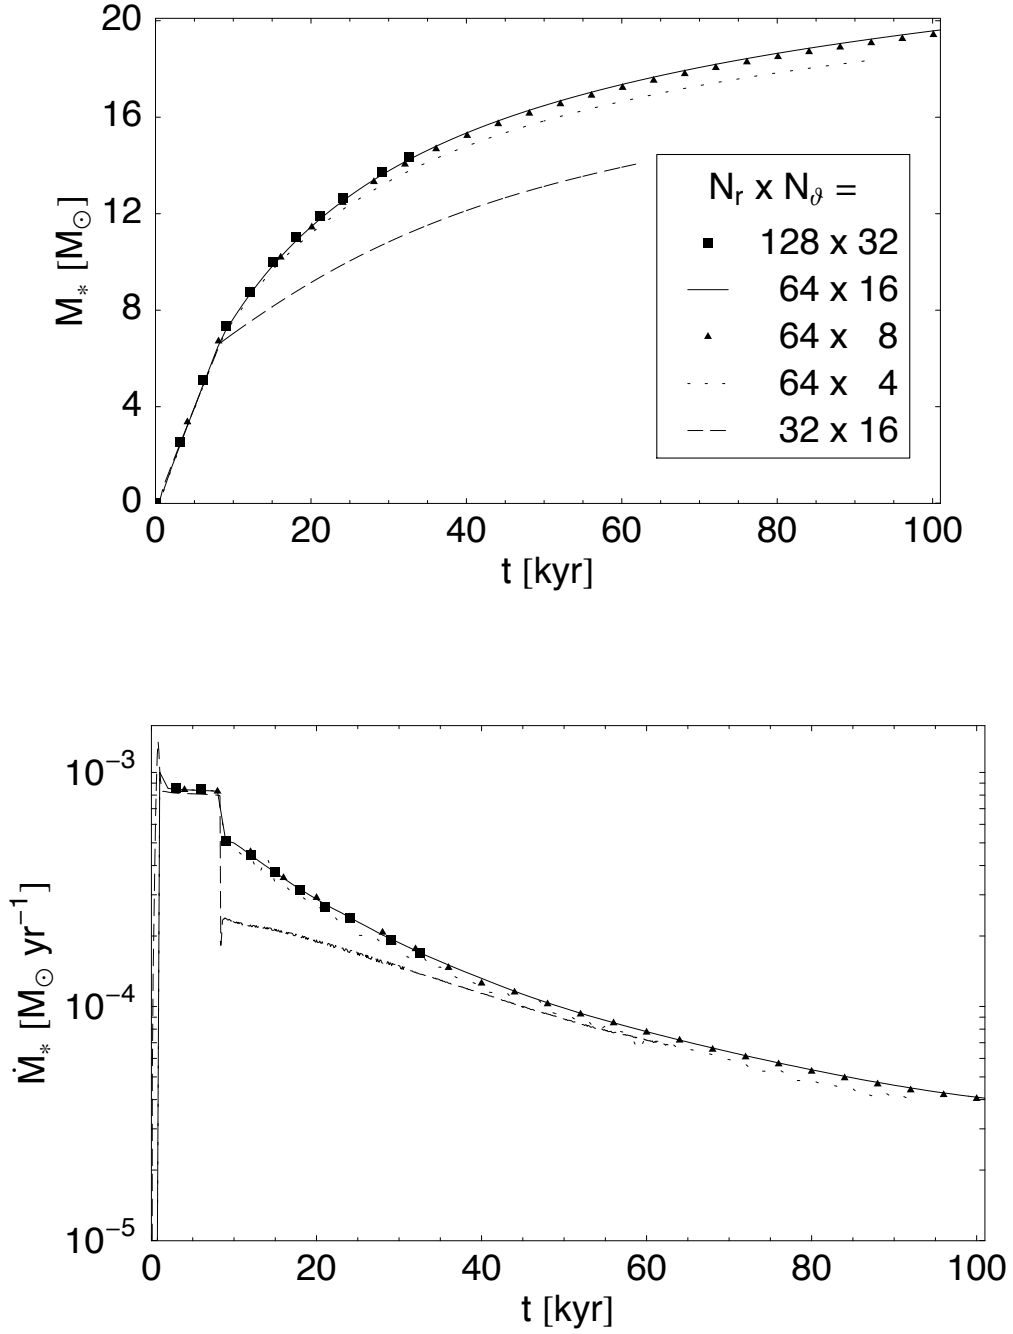 20
16
12
8
4
0
M* [M⊙]
Nr x Nϑ =
128 x 32
64 x 16
64 x 8
64 x 4
32 x 16
0 20 40 60 80 100
t [kyr]
10⁻³
10⁻⁴
10⁻⁵
Ṁ* [M⊙ yr⁻¹]
0 20 40 60 80 100
t [kyr]